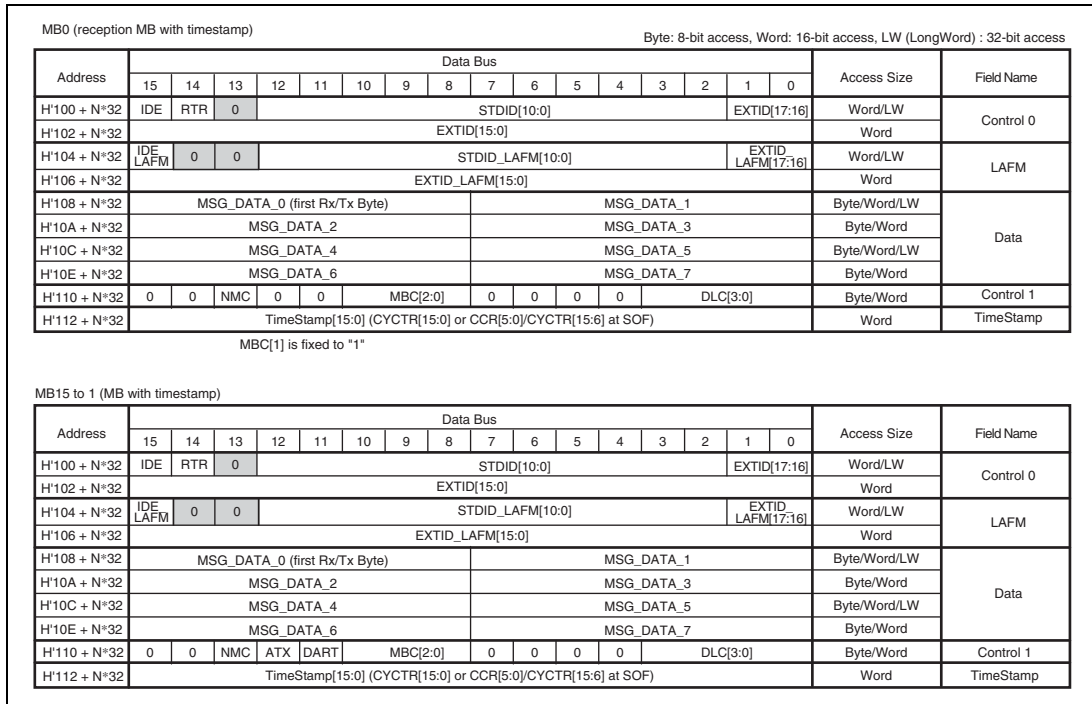 MB0 (reception MB with timestamp)
Byte: 8-bit access, Word: 16-bit access, LW (LongWord) : 32-bit access
Address Data Bus Access Size Field Name
15 14 13 12 11 10 9 8 7 6 5 4 3 2 1 0
H'100 + N*32 IDE RTR 0 STDID[10:0] EXTID[17:16] Word/LW Control 0
H'102 + N*32 EXTID[15:0] Word
H'104 + N*32 IDE_LAFM 0 0 STDID_LAFM[10:0] EXTID_LAFM[17:16] Word/LW LAFM
H'106 + N*32 EXTID_LAFM[15:0] Word
H'108 + N*32 MSG_DATA_0 (first Rx/Tx Byte) MSG_DATA_1 Byte/Word/LW Data
H'10A + N*32 MSG_DATA_2 MSG_DATA_3 Byte/Word
H'10C + N*32 MSG_DATA_4 MSG_DATA_5 Byte/Word/LW
H'10E + N*32 MSG_DATA_6 MSG_DATA_7 Byte/Word
H'110 + N*32 0 0 NMC 0 0 MBC[2:0] 0 0 0 0 DLC[3:0] Byte/Word Control 1
H'112 + N*32 TimeStamp[15:0] (CYCTR[15:0] or CCR[5:0]/CYCTR[15:6] at SOF) Word TimeStamp
MBC[1] is fixed to "1"
MB15 to 1 (MB with timestamp)
Address Data Bus Access Size Field Name
15 14 13 12 11 10 9 8 7 6 5 4 3 2 1 0
H'100 + N*32 IDE RTR 0 STDID[10:0] EXTID[17:16] Word/LW Control 0
H'102 + N*32 EXTID[15:0] Word
H'104 + N*32 IDE_LAFM 0 0 STDID_LAFM[10:0] EXTID_LAFM[17:16] Word/LW LAFM
H'106 + N*32 EXTID_LAFM[15:0] Word
H'108 + N*32 MSG_DATA_0 (first Rx/Tx Byte) MSG_DATA_1 Byte/Word/LW Data
H'10A + N*32 MSG_DATA_2 MSG_DATA_3 Byte/Word
H'10C + N*32 MSG_DATA_4 MSG_DATA_5 Byte/Word/LW
H'10E + N*32 MSG_DATA_6 MSG_DATA_7 Byte/Word
H'110 + N*32 0 0 NMC ATX DART MBC[2:0] 0 0 0 0 DLC[3:0] Byte/Word Control 1
H'112 + N*32 TimeStamp[15:0] (CYCTR[15:0] or CCR[5:0]/CYCTR[15:6] at SOF) Word TimeStamp